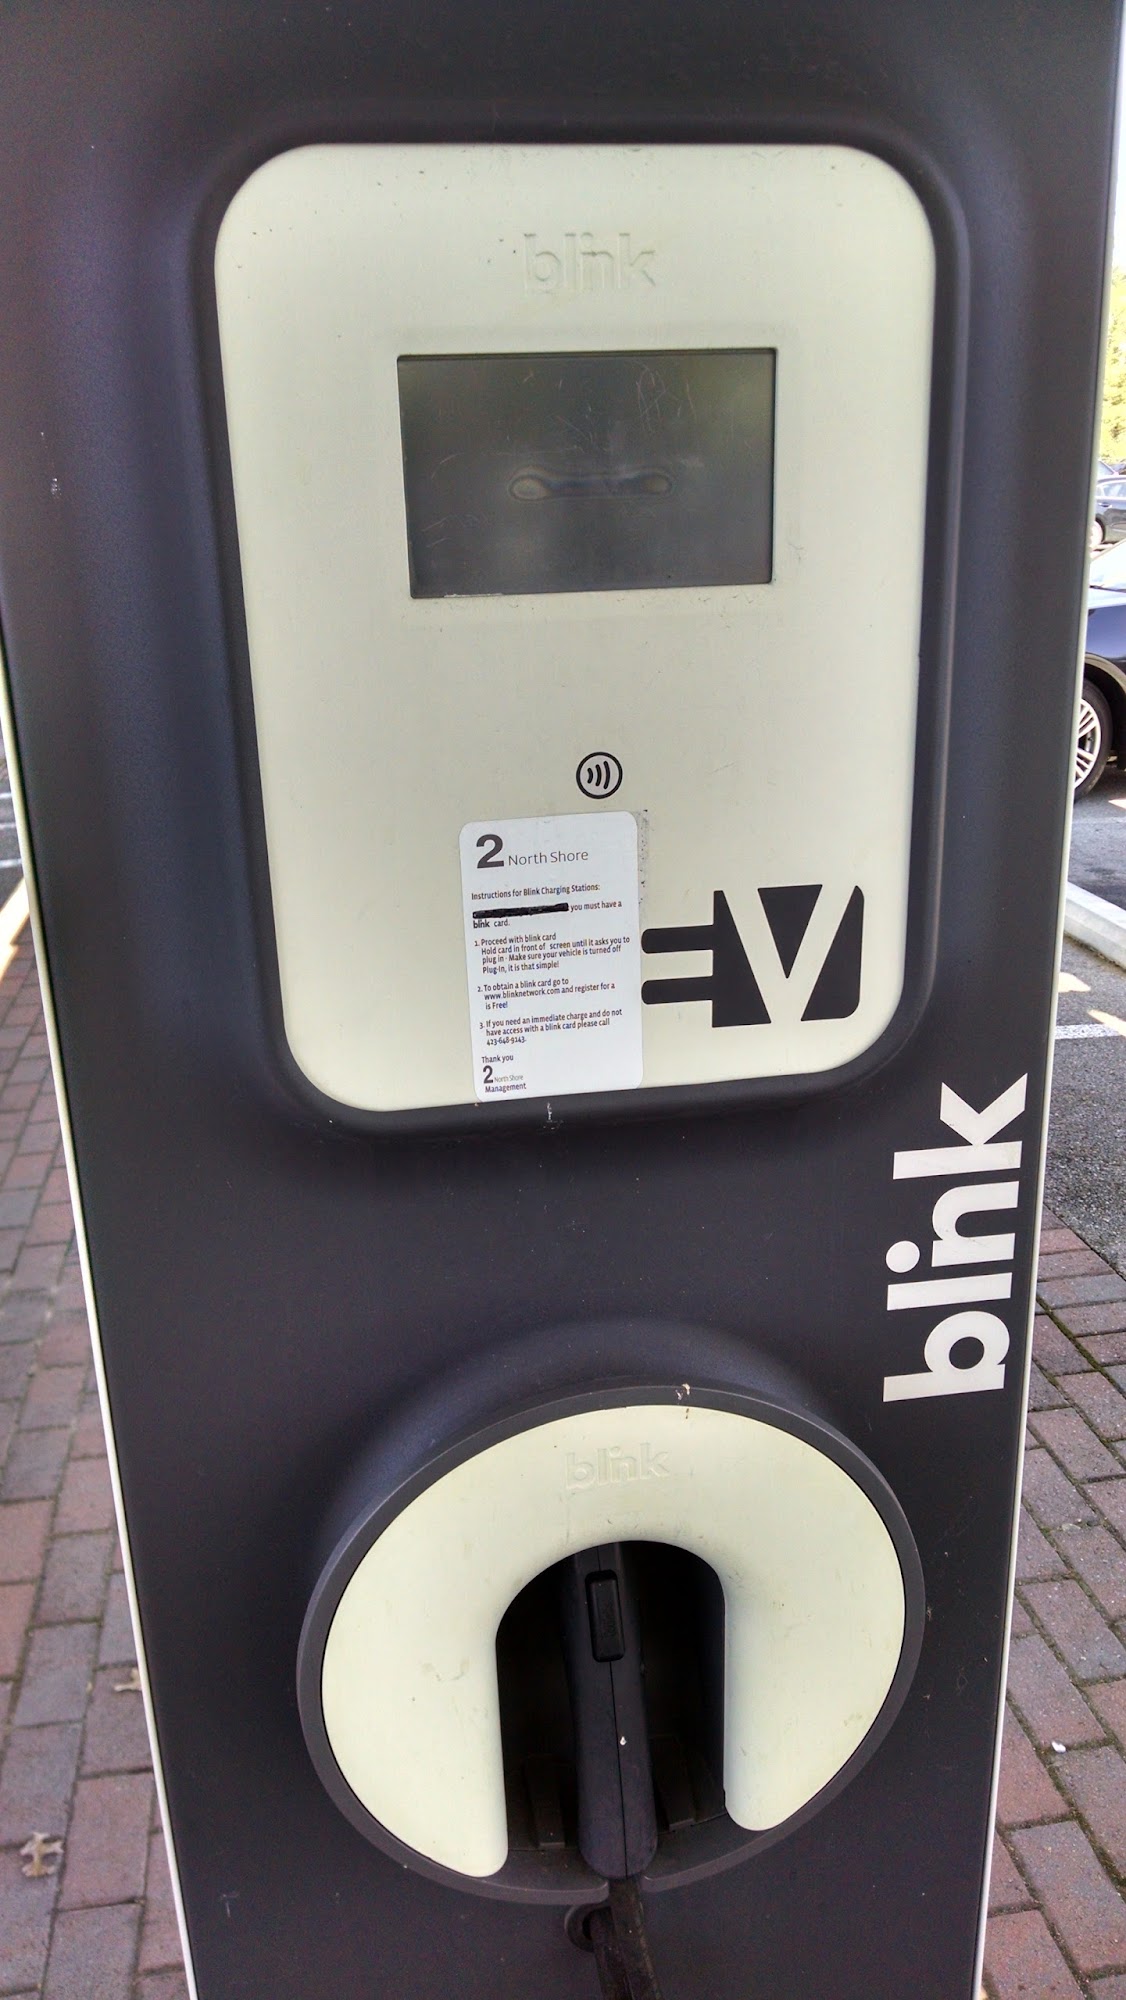 blink
2 North Shore
Instructions for Blink Charging Stations:
you must have a
blink card.
1. Proceed with blink card
Hold card in front of screen until it asks you to
plug in - Make sure your vehicle is turned off
Plug-In, it is that simple!
2. To obtain a blink card go to
www.blinknetwork.com and register for a
is Free!
3. If you need an immediate charge and do not
have access with a blink card please call
423-648-9143.
Thank you
2 North Shore
Management
EV
blink
blink